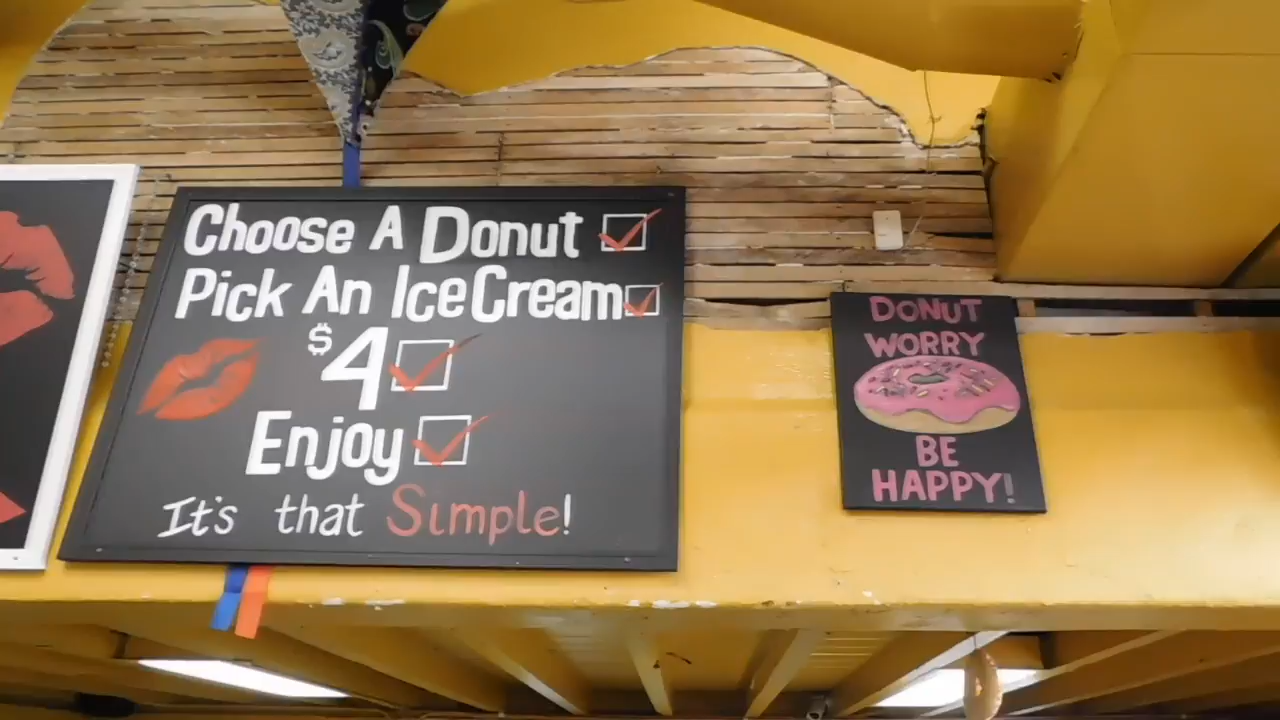 Choose A Donut
Pick An Ice Cream
$4
Enjoy
It's that Simple!
DONUT
WORRY
BE
HAPPY!